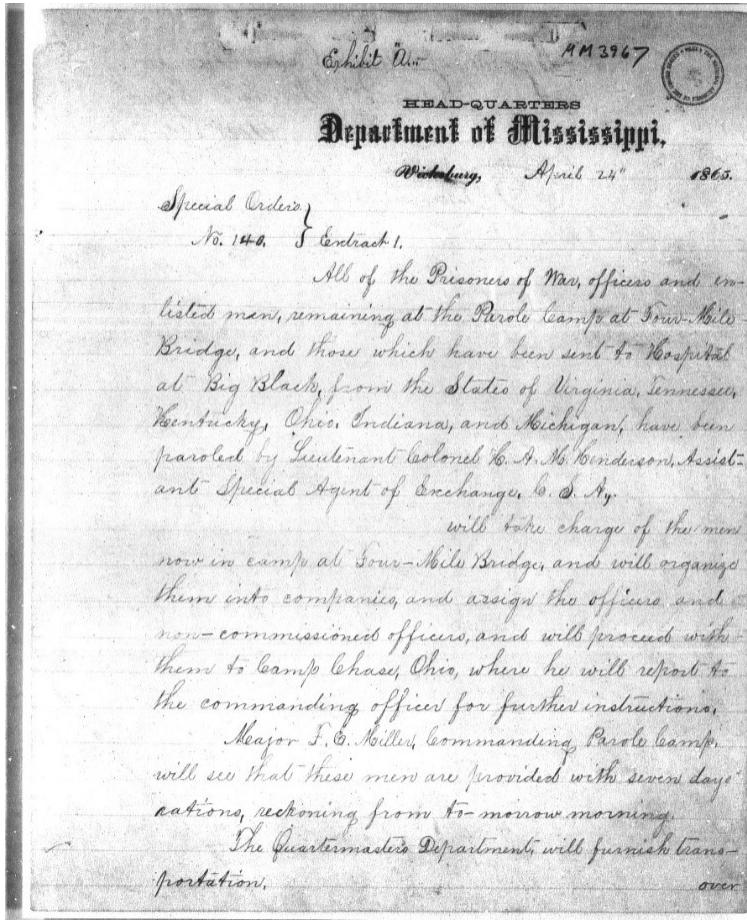 Exhibit "A."
MM 3967
HEAD-QUARTERS
Department of Mississippi,
Vicksburg, April 24" 1865.
Special Orders }
No. 140. } Extract 1.
All of the Prisoners of War, officers and en-
listed men, remaining at the Parole Camp at Four-Mile
Bridge, and those which have been sent to Hospital
at Big Black, from the States of Virginia, Tennessee,
Kentucky, Ohio, Indiana, and Michigan, have been
paroled by Lieutenant Colonel H. A. M. Henderson, Assist-
ant Special Agent of Exchange, C. S. A.,
will take charge of the men
now in camp at Four-Mile Bridge, and will organize
them into companies, and assign the officers and
non-commissioned officers, and will proceed with
them to Camp Chase, Ohio, where he will report to
the commanding officer for further instructions.
Major F. E. Miller, Commanding Parole Camp,
will see that these men are provided with seven days'
rations, reckoning from to-morrow morning.
The Quartermasters Department, will furnish trans-
portation.
over